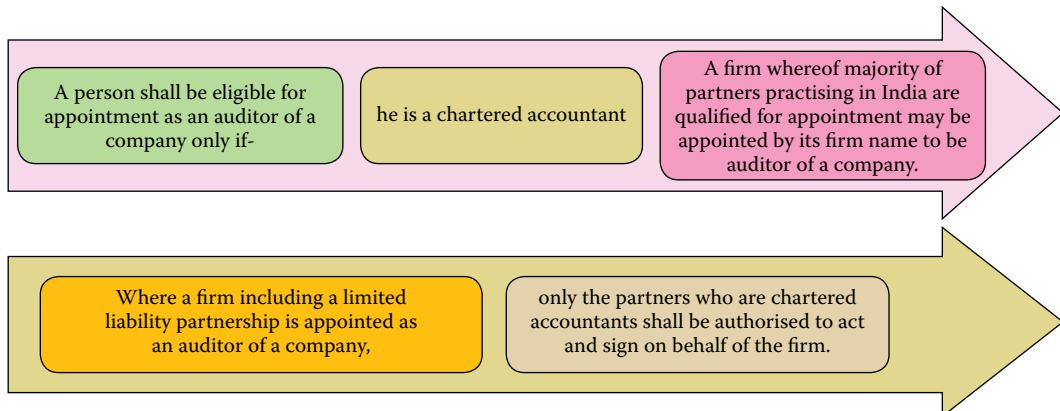 A person shall be eligible for
appointment as an auditor of a
company only if-
he is a chartered accountant
A firm whereof majority of
partners practising in India are
qualified for appointment may be
appointed by its firm name to be
auditor of a company.
Where a firm including a limited
liability partnership is appointed as
an auditor of a company,
only the partners who are chartered
accountants shall be authorised to act
and sign on behalf of the firm.